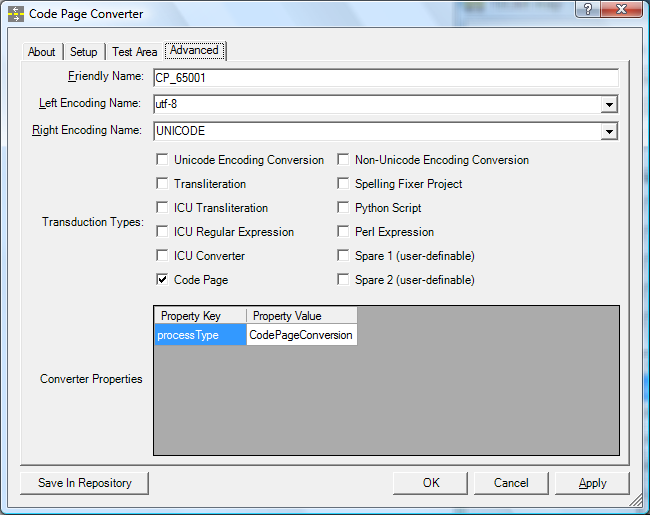 Code Page Converter
About Setup Test Area Advanced
Friendly Name: CP_65001
Left Encoding Name: utf-8
Right Encoding Name: UNICODE
Unicode Encoding Conversion Non-Unicode Encoding Conversion
Transliteration Spelling Fixer Project
ICU Transliteration Python Script
Transduction Types: ICU Regular Expression Perl Expression
ICU Converter Spare 1 (user-definable)
Code Page Spare 2 (user-definable)
Property Key Property Value
processType CodePageConversion
Converter Properties
Save In Repository OK Cancel Apply